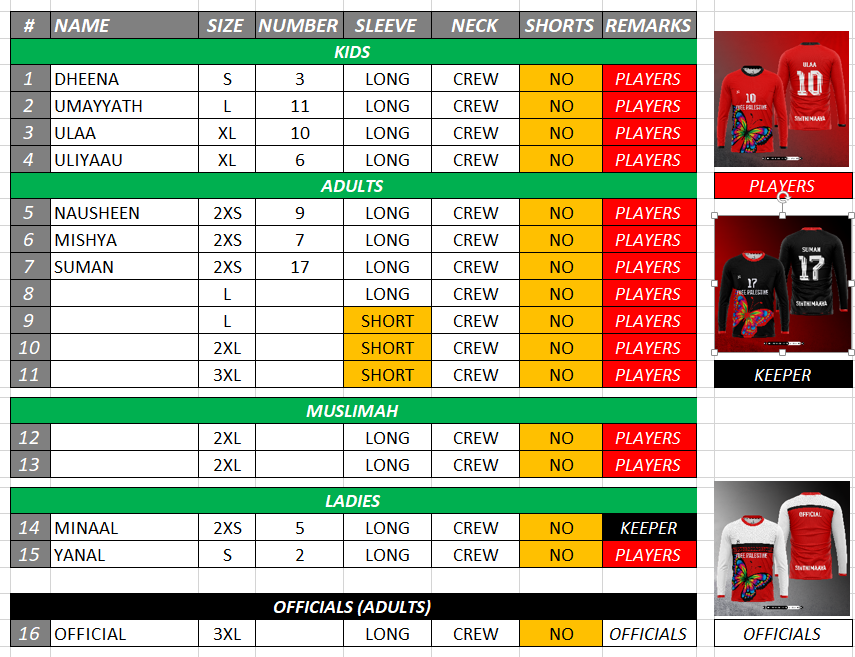 # NAME SIZE NUMBER SLEEVE NECK SHORTS REMARKS
KIDS
1 DHEENA S 3 LONG CREW NO PLAYERS
2 UMAYYATH L 11 LONG CREW NO PLAYERS
3 ULAA XL 10 LONG CREW NO PLAYERS
4 ULIYAAU XL 6 LONG CREW NO PLAYERS
ADULTS
5 NAUSHEEN 2XS 9 LONG CREW NO PLAYERS
6 MISHYA 2XS 7 LONG CREW NO PLAYERS
7 SUMAN 2XS 17 LONG CREW NO PLAYERS
8 L LONG CREW NO PLAYERS
9 L SHORT CREW NO PLAYERS
10 2XL SHORT CREW NO PLAYERS
11 3XL SHORT CREW NO PLAYERS
MUSLIMAH
12 2XL LONG CREW NO PLAYERS
13 2XL LONG CREW NO PLAYERS
LADIES
14 MINAAL 2XS 5 LONG CREW NO KEEPER
15 YANAL S 2 LONG CREW NO PLAYERS
OFFICIALS (ADULTS)
16 OFFICIAL 3XL LONG CREW NO OFFICIALS
ULAA
10
10
FREE PALESTINE
PLAYERS
SUMAN
17
17
FREE PALESTINE
KEEPER
OFFICIAL
FREE PALESTINE
OFFICIALS